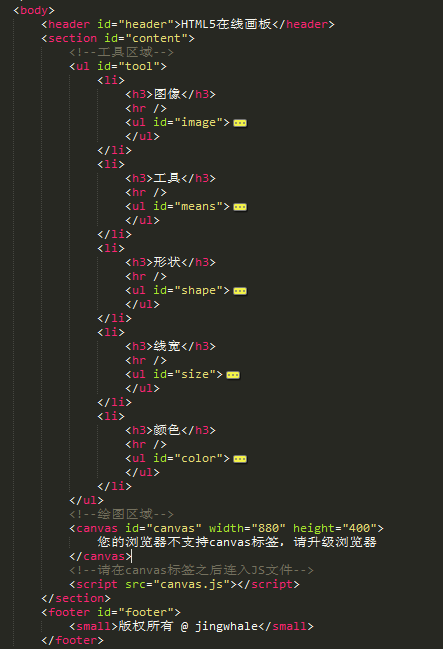 <body>
<header id="header">HTML5在线画板</header>
<section id="content">
<!--工具区域-->
<ul id="tool">
<li>
<h3>图像</h3>
<hr />
<ul id="image">
</ul>
</li>
<li>
<h3>工具</h3>
<hr />
<ul id="means">
</ul>
</li>
<li>
<h3>形状</h3>
<hr />
<ul id="shape">
</ul>
</li>
<li>
<h3>线宽</h3>
<hr />
<ul id="size">
</ul>
</li>
<li>
<h3>颜色</h3>
<hr />
<ul id="color">
</ul>
</li>
</ul>
<!--绘图区域-->
<canvas id="canvas" width="880" height="400">
您的浏览器不支持canvas标签，请升级浏览器
</canvas>
<!--请在canvas标签之后连入JS文件-->
<script src="canvas.js"></script>
</section>
<footer id="footer">
<small>版权所有 @ jingwhale</small>
</footer>